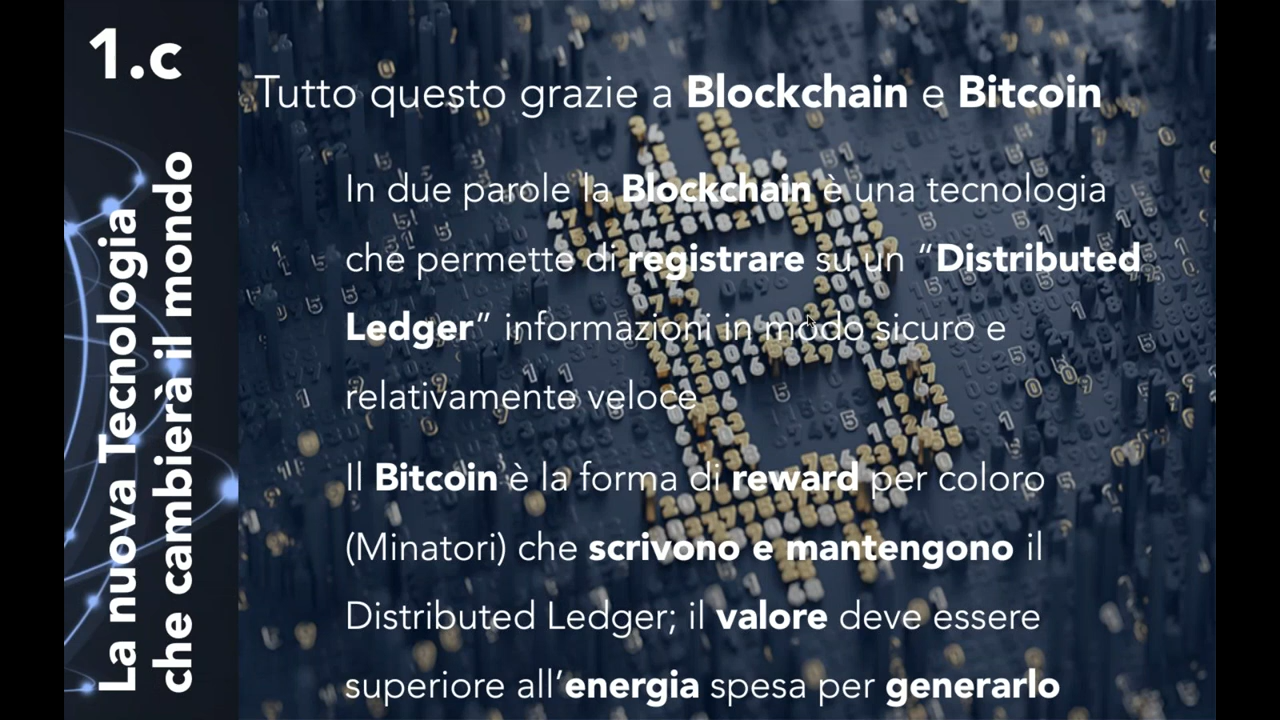 1.c
La nuova Tecnologia
che cambierà il mondo
Tutto questo grazie a Blockchain e Bitcoin
In due parole la Blockchain è una tecnologia
che permette di registrare su un “Distributed
Ledger” informazioni in modo sicuro e
relativamente veloce
Il Bitcoin è la forma di reward per coloro
(Minatori) che scrivono e mantengono il
Distributed Ledger; il valore deve essere
superiore all’energia spesa per generarlo